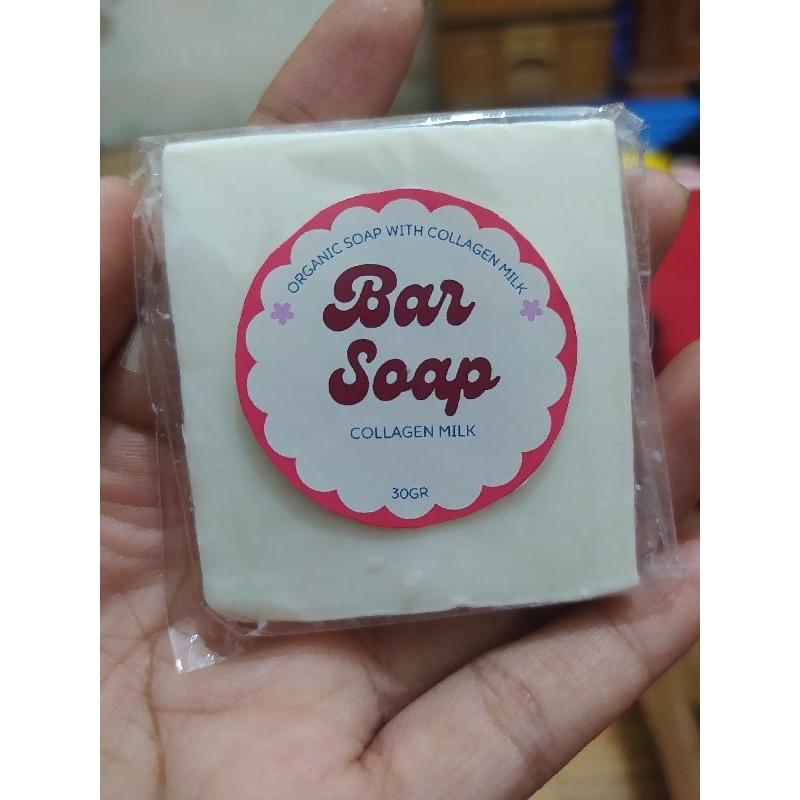 ORGANIC SOAP WITH COLLAGEN MILK
Bar
Soap
COLLAGEN MILK
30GR